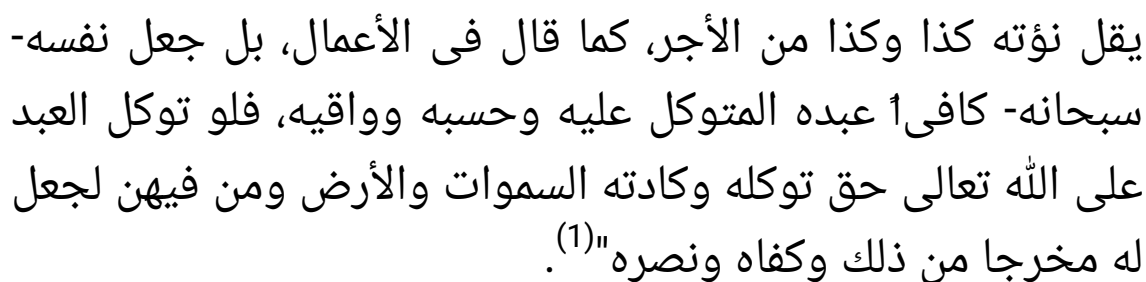 يقل نؤته كذا وكذا من الأجر، كما قال فى الأعمال، بل جعل نفسه-
سبحانه- كافىأ عبده المتوكل عليه وحسبه وواقيه، فلو توكل العبد
على الله تعالى حق توكله وكادته السموات والأرض ومن فيهن لجعل
له مخرجا من ذلك وكفاه ونصره"(1).